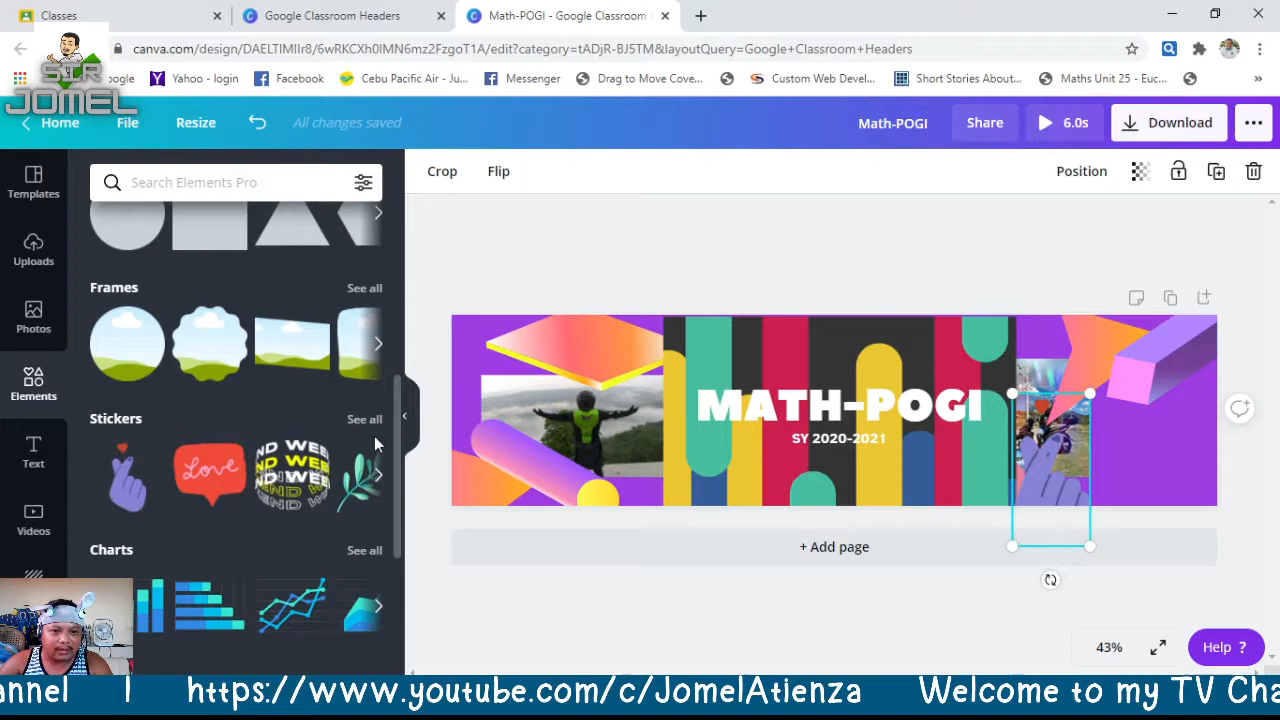 Classes
Google Classroom Headers
Math-POGI - Google Classroom
canva.com/design/DAELTIMIIr8/6wRKCXh0IMN6mz2FzgoT1A/edit?category=tADjR-BJ5TM&layoutQuery=Google+Classroom+Headers
Yahoo - login
Facebook
Cebu Pacific Air - Ju...
Messenger
Drag to Move Cove...
Custom Web Devel...
Short Stories About...
Maths Unit 25 - Euc...
SIR
JOMEL
Home
File
Resize
All changes saved
Math-POGI
Share
6.0s
Download
Templates
Uploads
Photos
Elements
Text
Videos
Search Elements Pro
Frames
See all
Stickers
See all
Love
Charts
See all
Crop
Flip
Position
MATH-POGI
SY 2020-2021
+ Add page
43%
Help ?
annel | https://www.youtube.com/c/JomelAtienza Welcome to my TV Cha